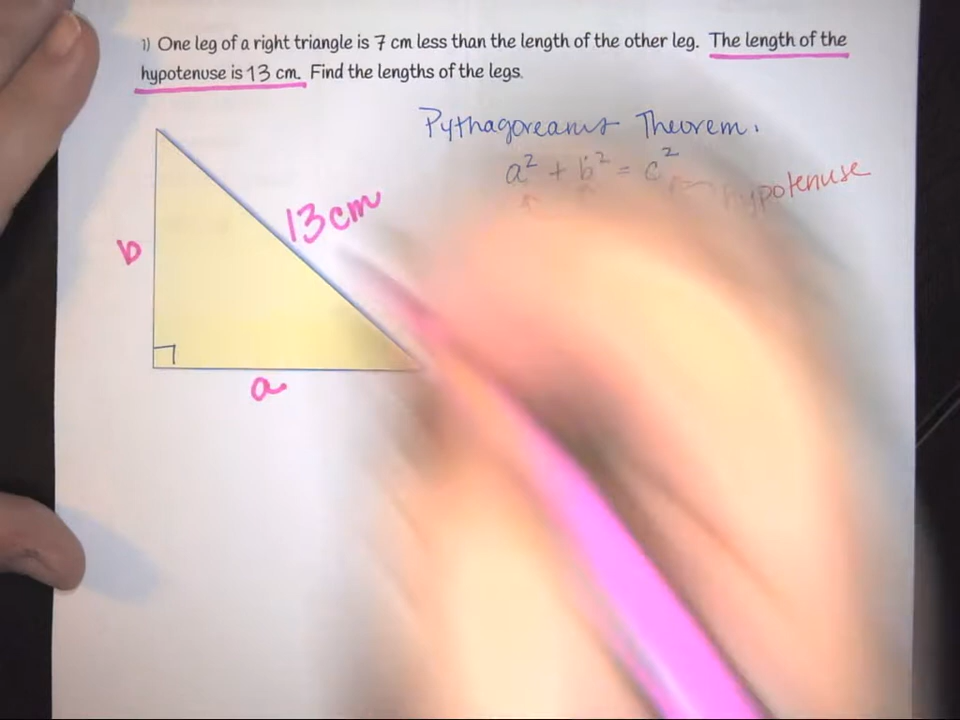 1) One leg of a right triangle is 7 cm less than the length of the other leg. The length of the
hypotenuse is 13 cm. Find the lengths of the legs.
Pythagoreans Theorem.
a² + b² = c²
hypotenuse
13cm
b
a